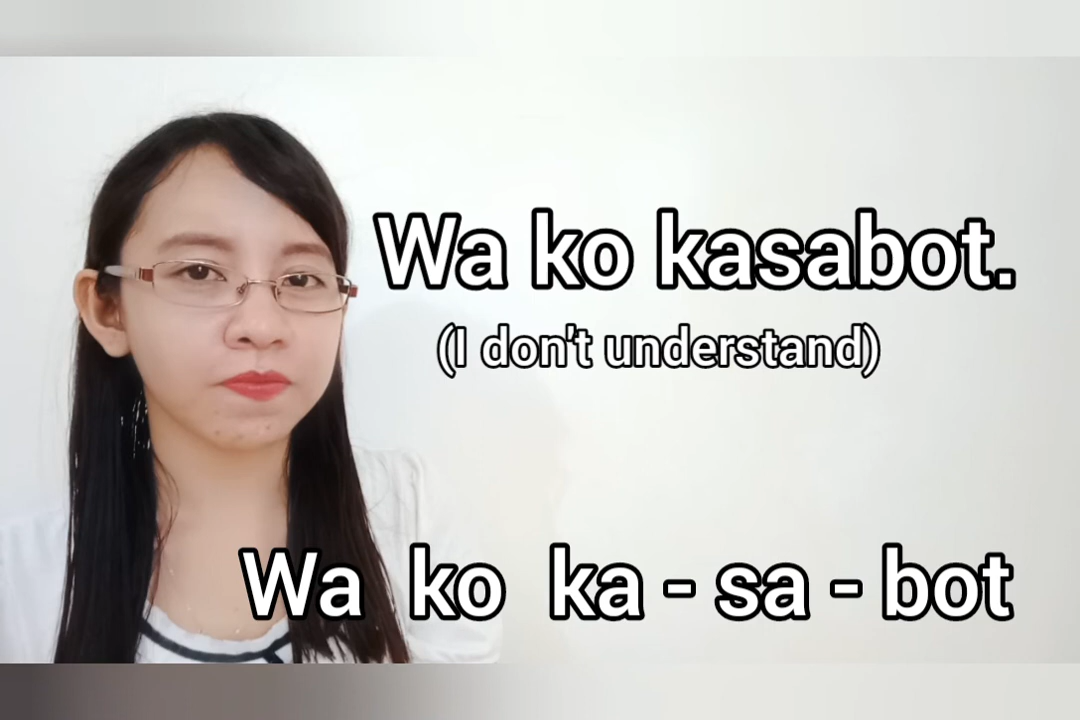 Wa ko kasabot.
(I don't understand)
Wa ko ka - sa - bot